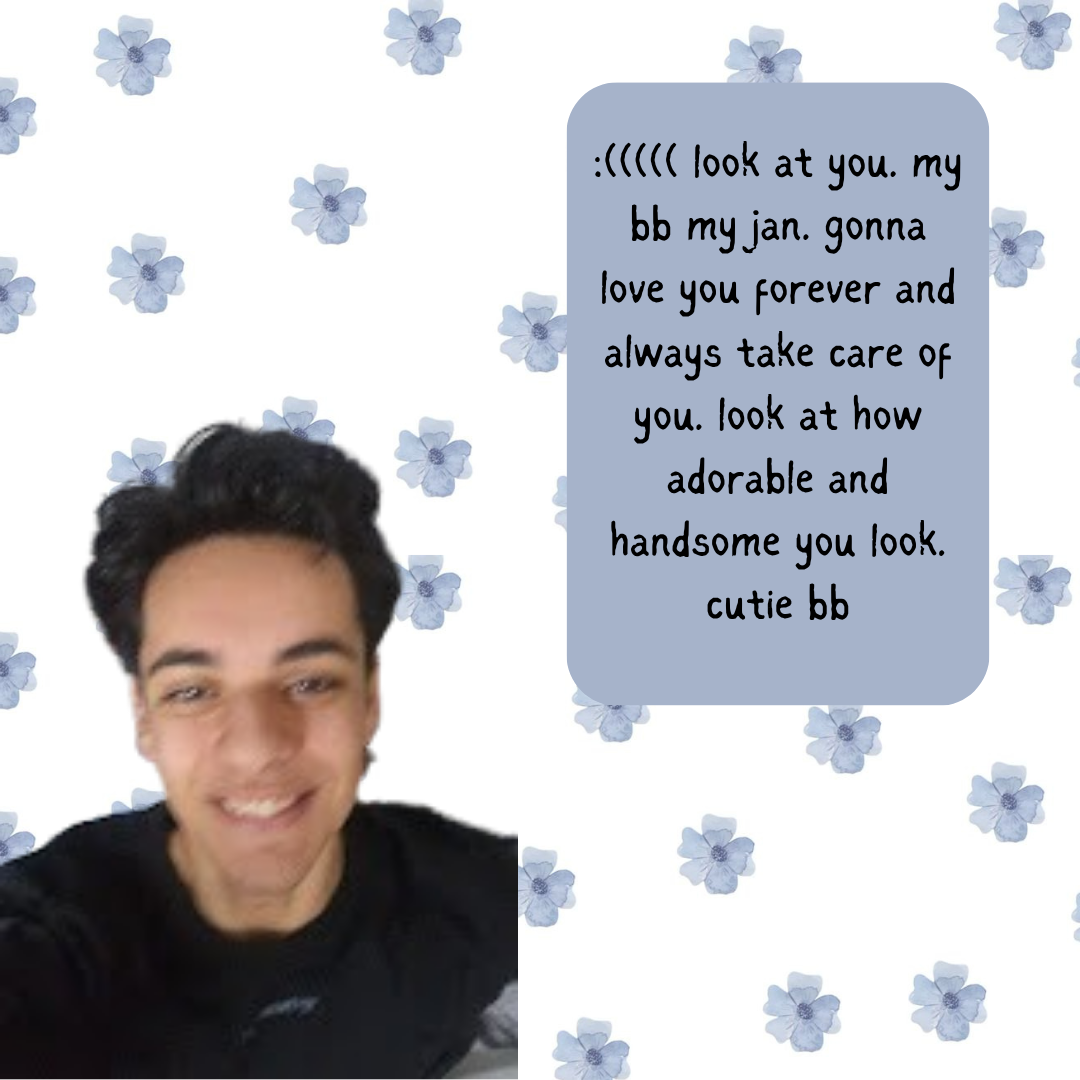 :((((( look at you. my
bb my jan. gonna
love you forever and
always take care of
you. look at how
adorable and
handsome you look.
cutie bb